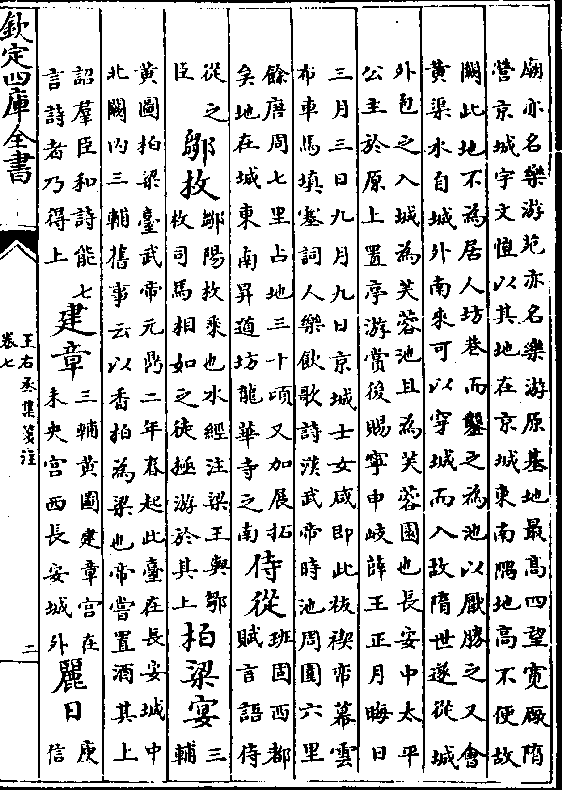 廟亦名樂游苑亦名樂游原基地最高四望寛厰隋
營京城宇文愷以其地在京城東南隅地高不便故
闕此地不為居人坊巷而鑿之為池以厭勝之又會
黄渠水自城外南來可以穿城而入故隋世遂從城
外包之入城為芙蓉池且為芙蓉園也長安中太平
公主於原上置亭游賞後賜寧申岐薛王正月晦日
三月三日九月九日京城士女咸即此祓禊帟幕雲
布車馬填塞詞人樂飲歌詩漢武帝時池周圍六里
餘唐周七里占地三十頃又加展拓
矣地在城東南昇道坊龍華寺之南
侍從
班固西都
賦言語侍
從之
臣
鄒枚
鄒陽枚乘也水經注梁王與鄒
枚司馬相如之徒極游於其上
柏梁宴
三
輔
黄圖柏梁臺武帝元鼎二年春起此臺在長安城中
北闕内三輔舊事云以香柏為梁也帝嘗置酒其上
詔羣臣和詩能七
言詩者乃得上
建章
三輔黄圖建章宫在
未央宫西長安城外
麗日
庾
信
欽定四庫全書
王右丞集箋注
卷七
二